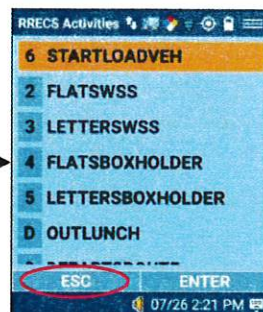 RRECS Activities
6 STARTLOADVEH
2 FLATSWSS
3 LETTERSWSS
4 FLATSBOXHOLDER
5 LETTERSBOXHOLDER
D OUTLUNCH
ESC ENTER
07/26 2:21 PM